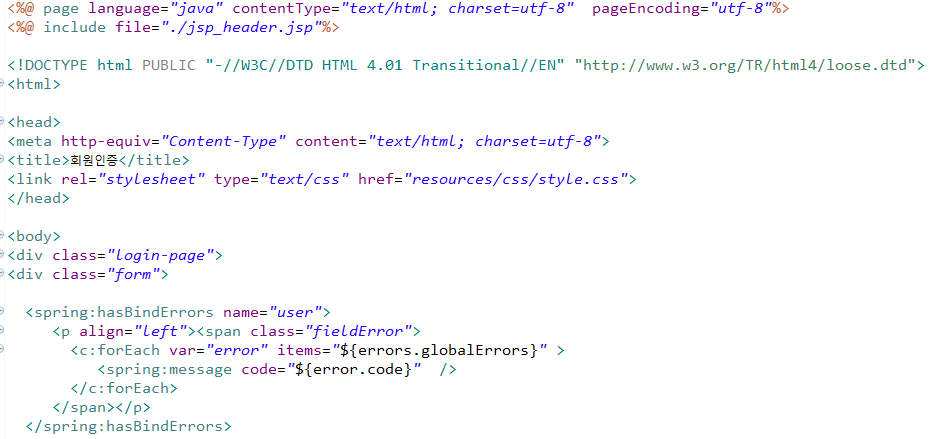 <%@ page language="java" contentType="text/html; charset=utf-8"  pageEncoding="utf-8"%>
<%@ include file="./jsp_header.jsp"%>
<!DOCTYPE html PUBLIC "-//W3C//DTD HTML 4.01 Transitional//EN" "http://www.w3.org/TR/html4/loose.dtd">
<html>
<head>
<meta http-equiv="Content-Type" content="text/html; charset=utf-8">
<title>회원인증</title>
<link rel="stylesheet" type="text/css" href="resources/css/style.css">
</head>
<body>
<div class="login-page">
<div class="form">
  <spring:hasBindErrors name="user">
     <p align="left"><span class="fieldError">
       <c:forEach var="error" items="${errors.globalErrors}" >
          <spring:message code="${error.code}"  />
       </c:forEach>
     </span></p>
  </spring:hasBindErrors>